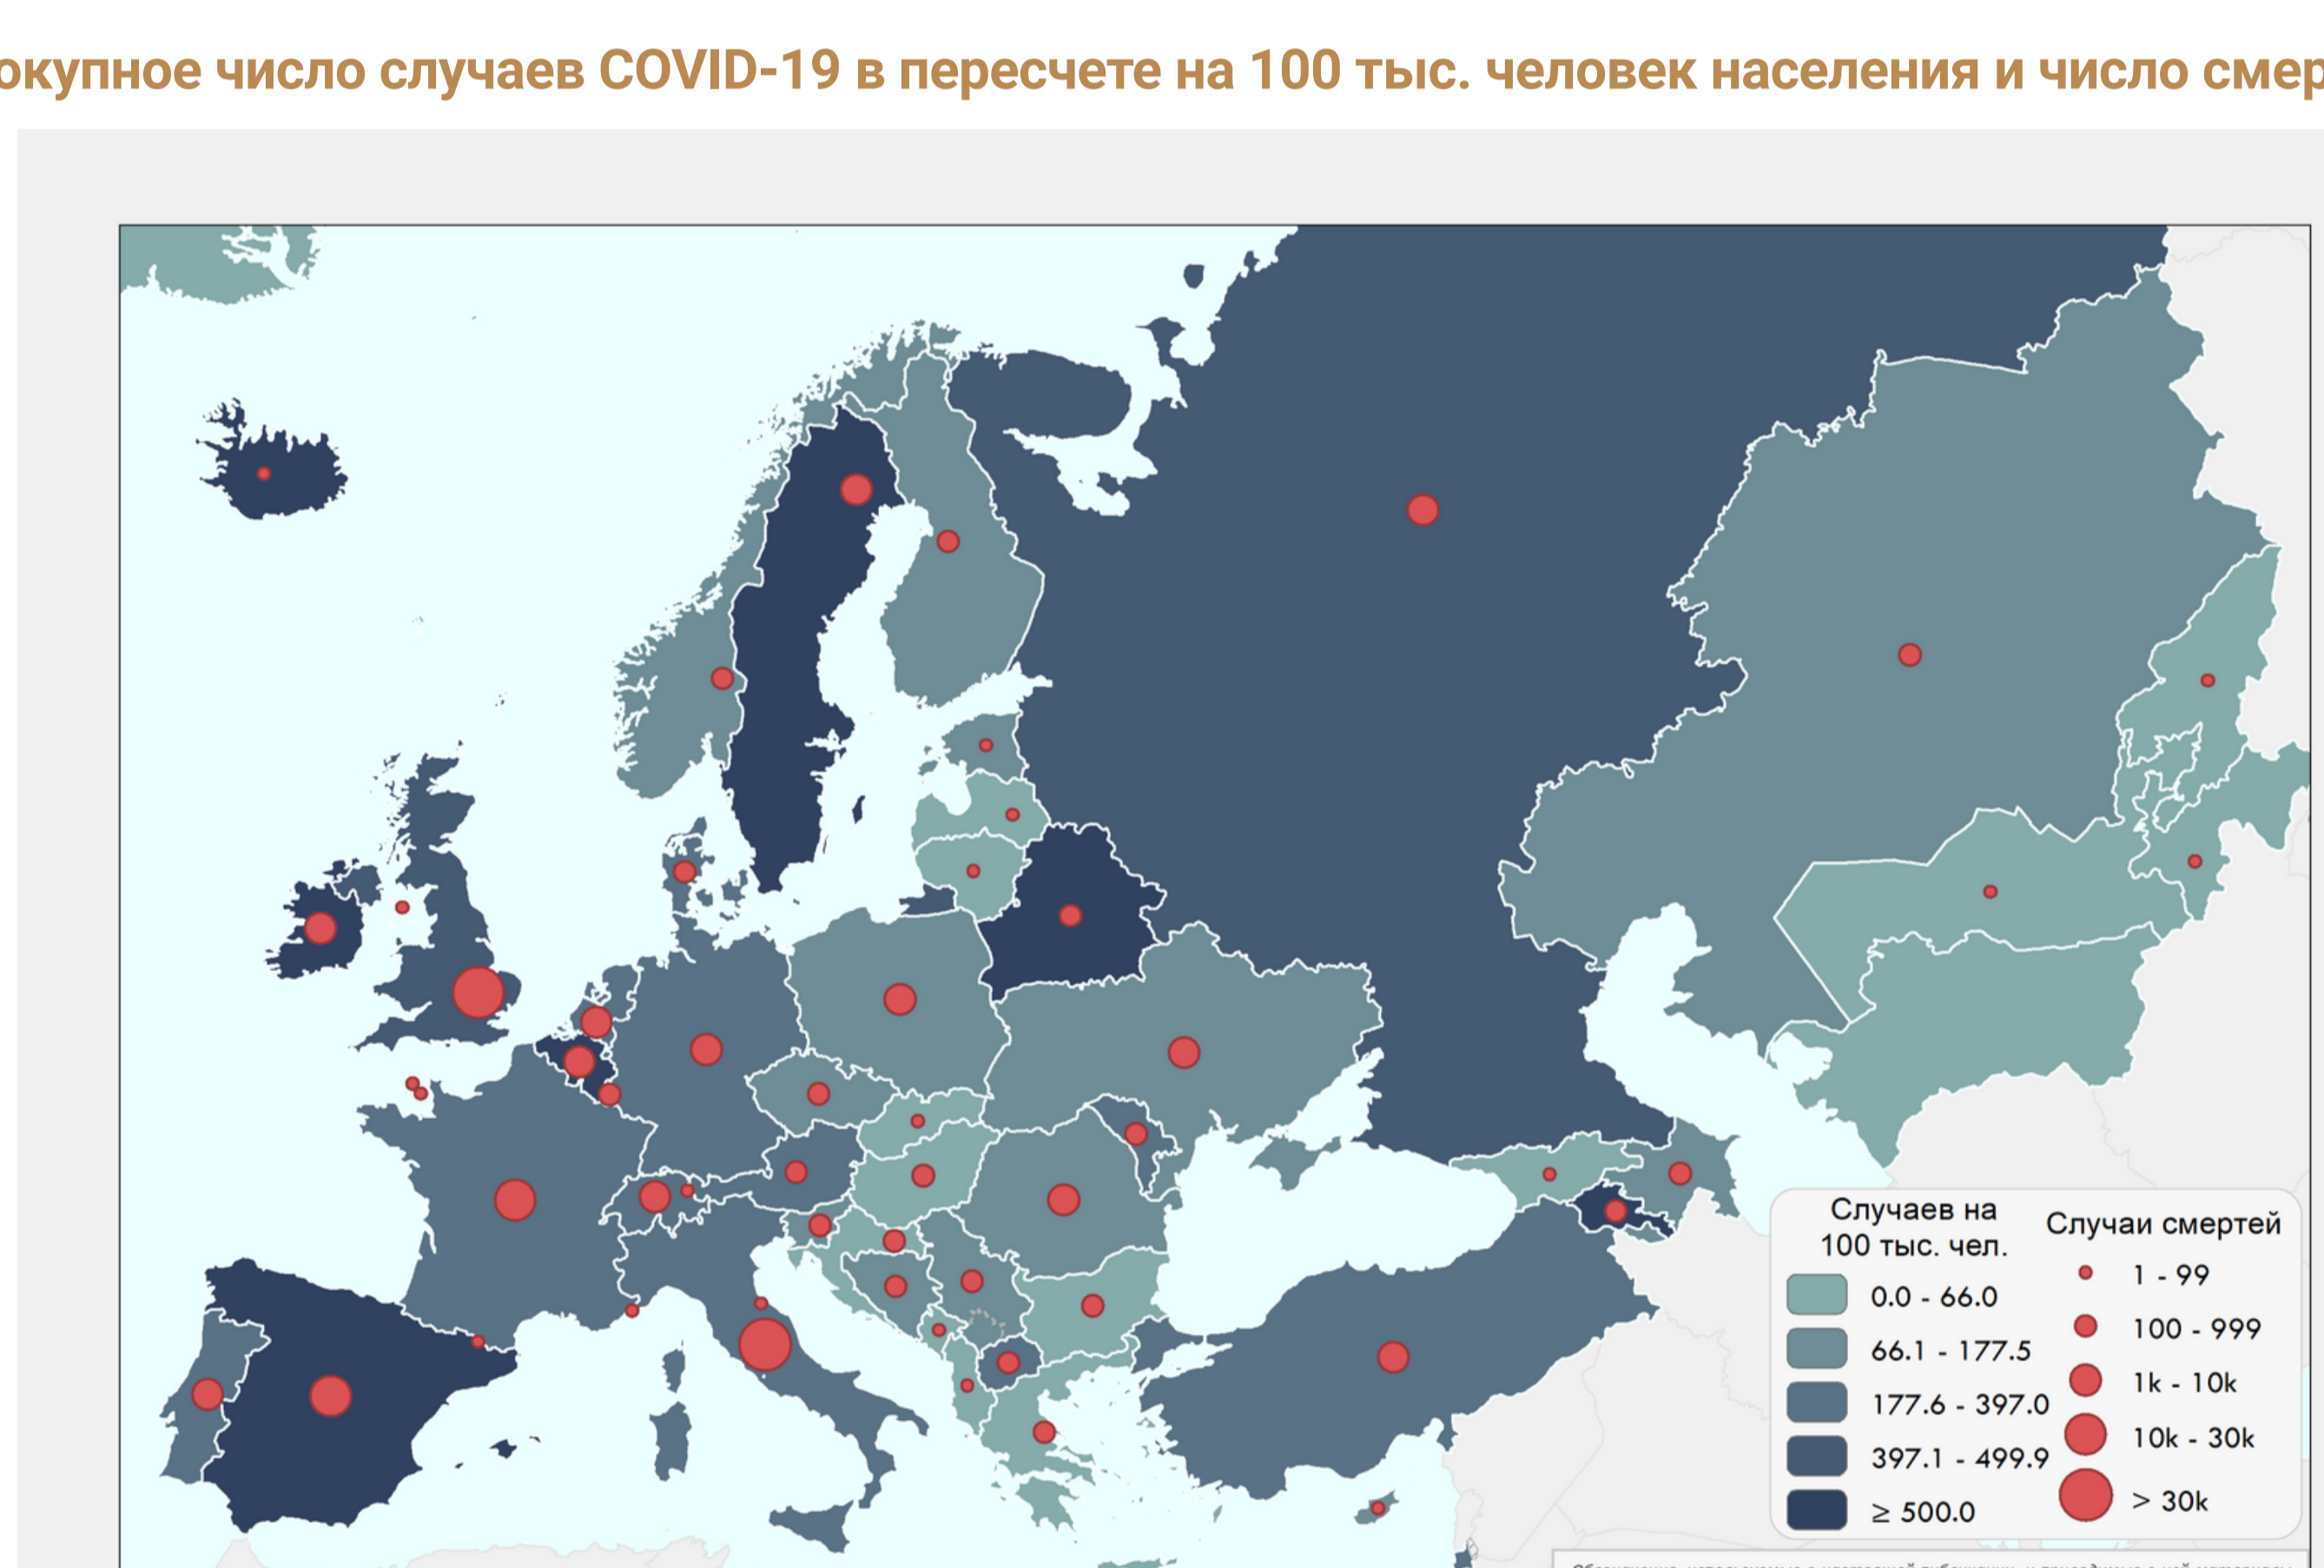 окупное число случаев COVID-19 в пересчете на 100 тыс. человек населения и число смер
Случаев на
100 тыс. чел.
0.0 - 66.0
66.1 - 177.5
177.6 - 397.0
397.1 - 499.9
≥ 500.0
Случаи смертей
1 - 99
100 - 999
1k - 10k
10k - 30k
> 30k